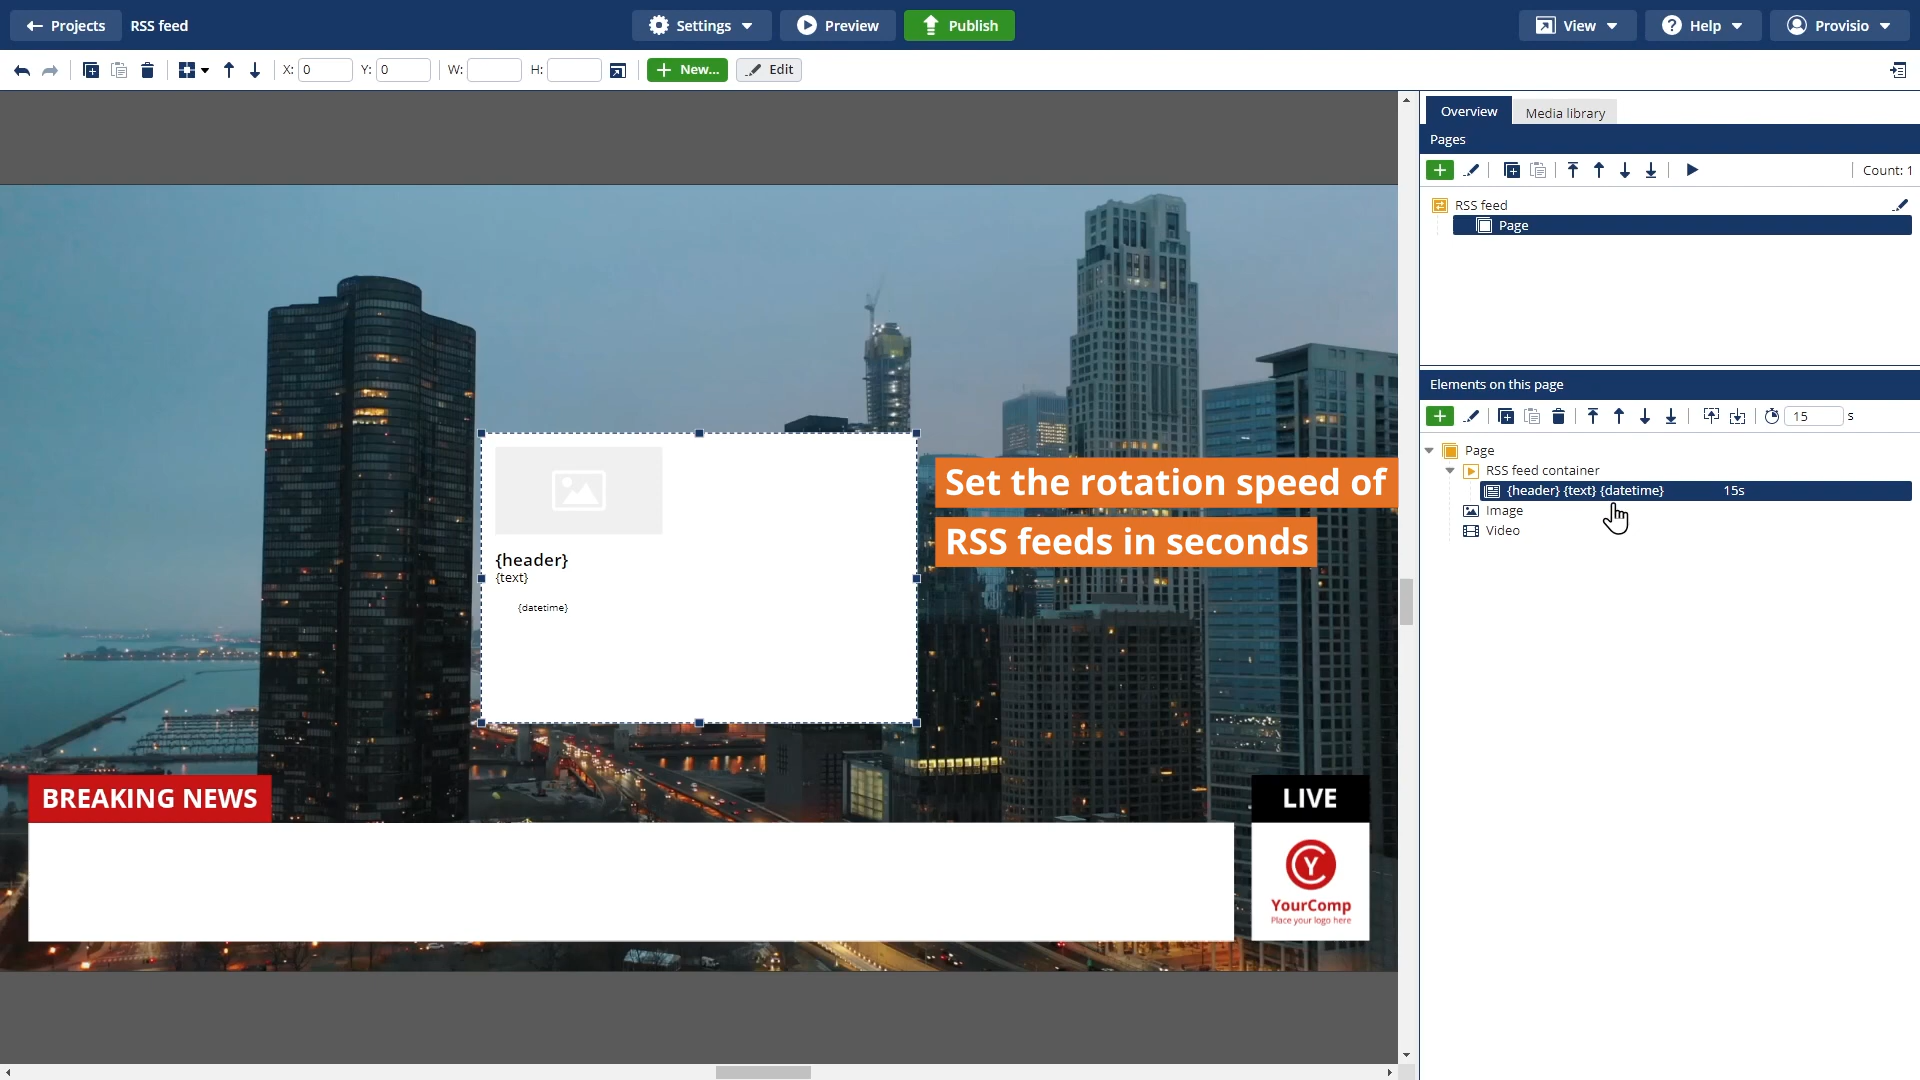 Projects
RSS feed
Settings
Preview
Publish
View
Help
Provisio
X: 0
Y: 0
W:
H:
New...
Edit
Overview
Media library
Pages
Count: 1
RSS feed
Page
Elements on this page
15 s
Page
RSS feed container
{header} {text} {datetime} 15s
Image
Video
Set the rotation speed of
RSS feeds in seconds
{header}
{text}
{datetime}
BREAKING NEWS
LIVE
YourComp
Place your logo here